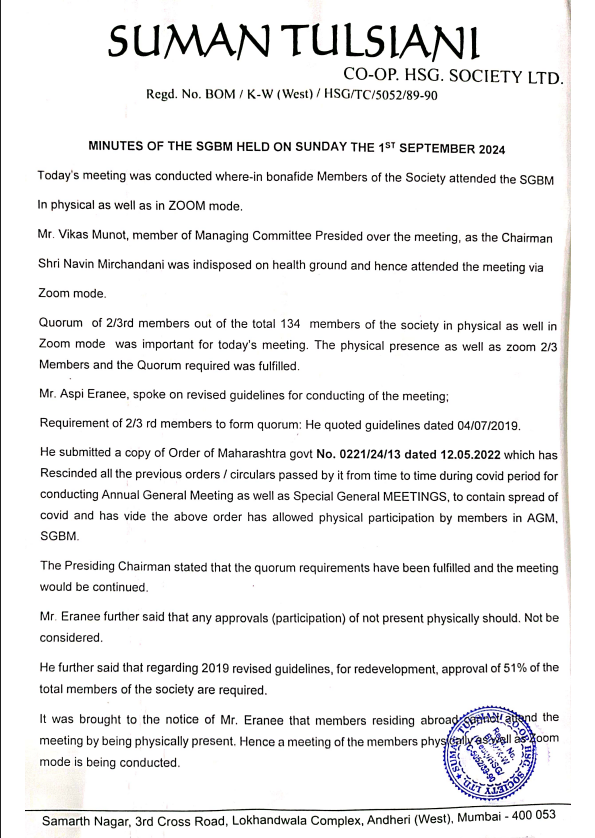 SUMAN TULSIANI
CO-OP. HSG. SOCIETY LTD.
Regd. No. BOM / K-W (West) / HSG/TC/5052/89-90
MINUTES OF THE SGBM HELD ON SUNDAY THE 1ST SEPTEMBER 2024
Today's meeting was conducted where-in bonafide Members of the Society attended the SGBM
In physical as well as in ZOOM mode.
Mr. Vikas Munot, member of Managing Committee Presided over the meeting, as the Chairman
Shri Navin Mirchandani was indisposed on health ground and hence attended the meeting via
Zoom mode.
Quorum of 2/3rd members out of the total 134 members of the society in physical as well in
Zoom mode was important for today's meeting. The physical presence as well as zoom 2/3
Members and the Quorum required was fulfilled.
Mr. Aspi Eranee, spoke on revised guidelines for conducting of the meeting;
Requirement of 2/3 rd members to form quorum: He quoted guidelines dated 04/07/2019.
He submitted a copy of Order of Maharashtra govt No. 0221/24/13 dated 12.05.2022 which has
Rescinded all the previous orders / circulars passed by it from time to time during covid period for
conducting Annual General Meeting as well as Special General MEETINGS, to contain spread of
covid and has vide the above order has allowed physical participation by members in AGM,
SGBM.
The Presiding Chairman stated that the quorum requirements have been fulfilled and the meeting
would be continued.
Mr. Eranee further said that any approvals (participation) of not present physically should. Not be
considered.
He further said that regarding 2019 revised guidelines, for redevelopment, approval of 51% of the
total members of the society are required.
It was brought to the notice of Mr. Eranee that members residing abroad cannot attend the
meeting by being physically present. Hence a meeting of the members physically as well as Zoom
mode is being conducted.
SUMAN TULSIANI CO-OP. HSG. SOCIETY LTD.
Regd. No.
Samarth Nagar, 3rd Cross Road, Lokhandwala Complex, Andheri (West), Mumbai - 400 053